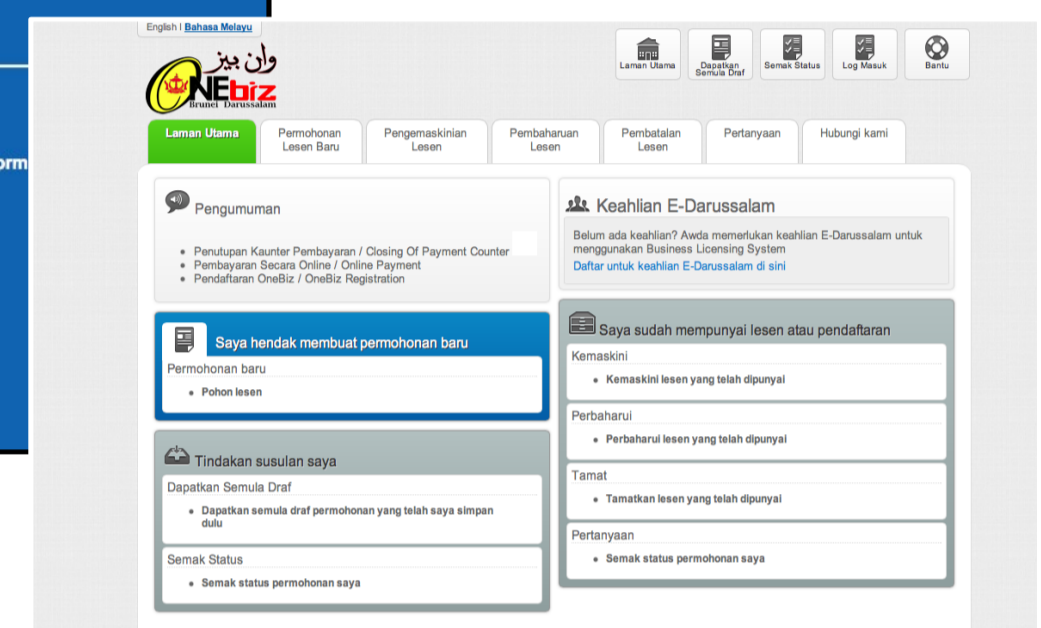 orm
English | Bahasa Melayu
وان بيز
ONEbiz
Brunei Darussalam
Laman Utama
Dapatkan
Semula Draf
Semak Status
Log Masuk
Bantu
Laman Utama
Permohonan
Lesen Baru
Pengemaskinian
Lesen
Pembaharuan
Lesen
Pembatalan
Lesen
Pertanyaan
Hubungi kami
Pengumuman
Penutupan Kaunter Pembayaran / Closing Of Payment Counter
Pembayaran Secara Online / Online Payment
Pendaftaran OneBiz / OneBiz Registration
Keahlian E-Darussalam
Belum ada keahlian? Awda memerlukan keahlian E-Darussalam untuk
menggunakan Business Licensing System
Daftar untuk keahlian E-Darussalam di sini
Saya hendak membuat permohonan baru
Permohonan baru
Pohon lesen
Tindakan susulan saya
Dapatkan Semula Draf
Dapatkan semula draf permohonan yang telah saya simpan
dulu
Semak Status
Semak status permohonan saya
Saya sudah mempunyai lesen atau pendaftaran
Kemaskini
Kemaskini lesen yang telah dipunyai
Perbaharui
Perbaharui lesen yang telah dipunyai
Tamat
Tamatkan lesen yang telah dipunyai
Pertanyaan
Semak status permohonan saya